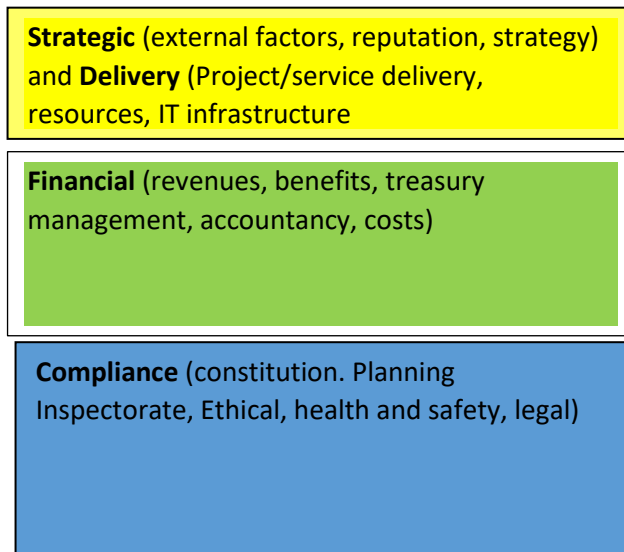 Strategic (external factors, reputation, strategy)
and Delivery (Project/service delivery,
resources, IT infrastructure
Financial (revenues, benefits, treasury
management, accountancy, costs)
Compliance (constitution. Planning
Inspectorate, Ethical, health and safety, legal)